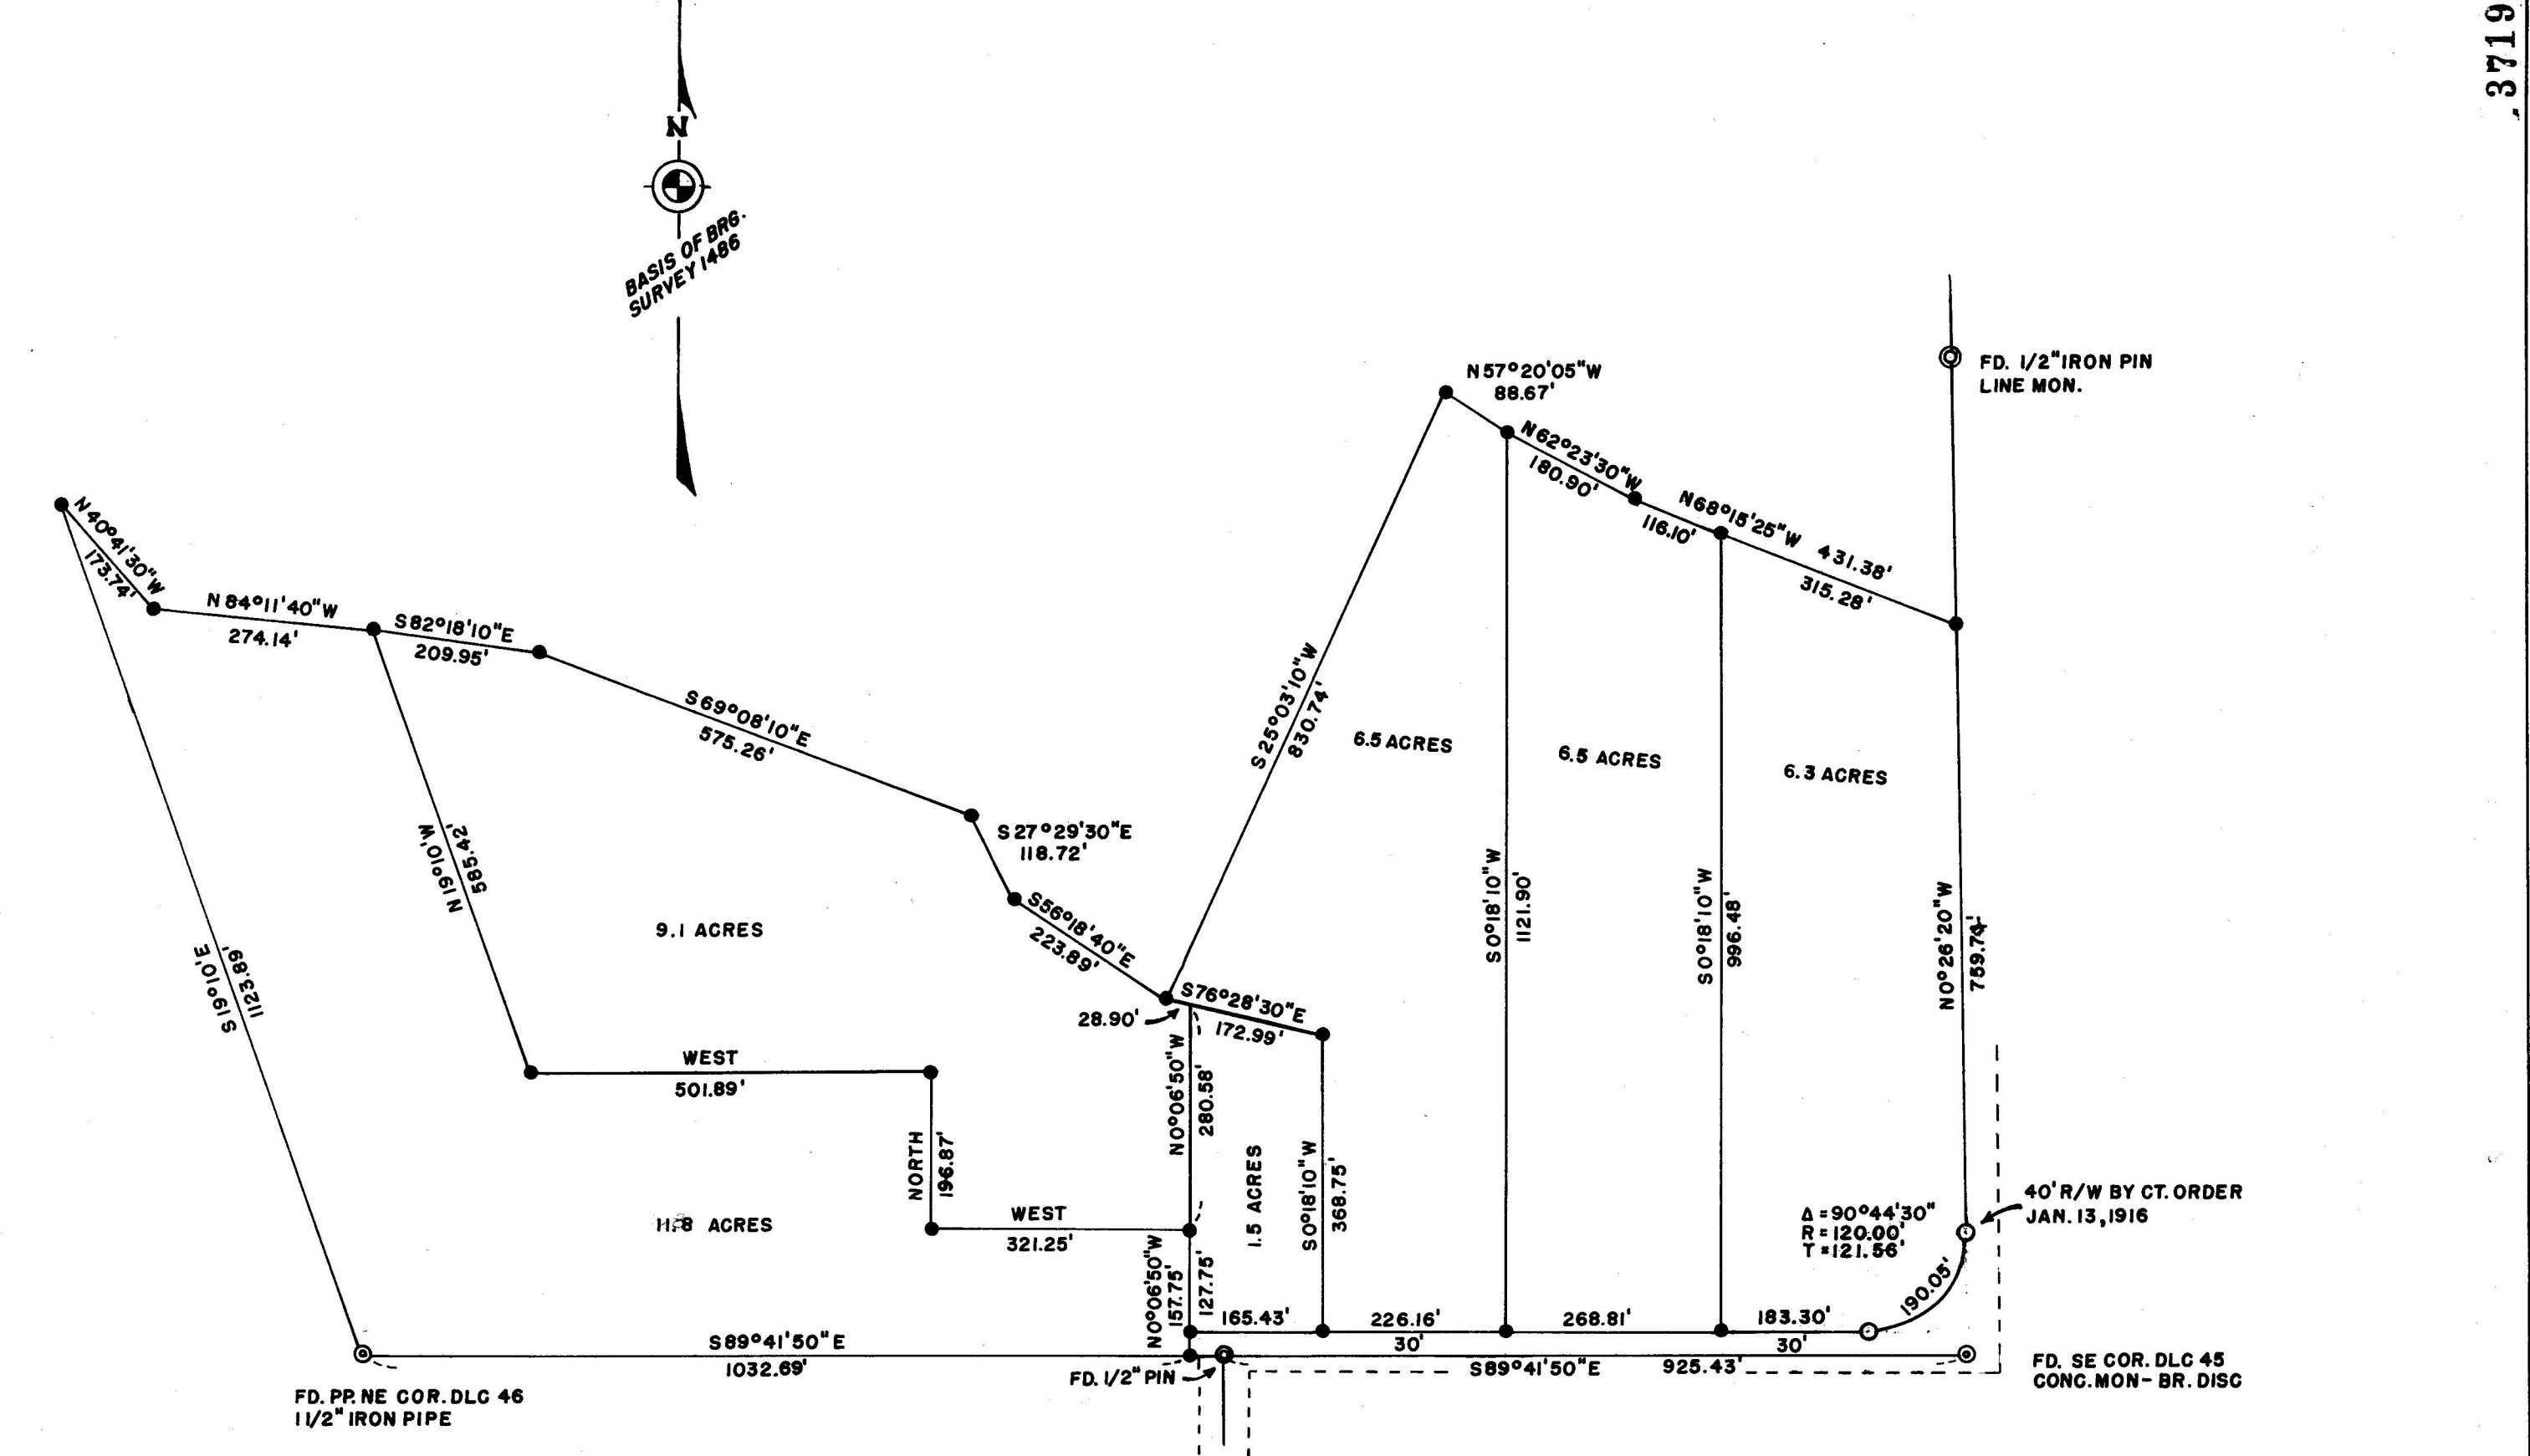 .3719
N
BASIS OF BRG.
SURVEY 1486
N57°20'05"W
88.67'
FD. 1/2" IRON PIN
LINE MON.
N62°23'30"W
180.90'
N68°15'25"W 431.38'
116.10'
315.28'
N40°41'30"W
173.74'
N84°11'40"W
274.14'
S82°18'10"E
209.95'
S69°08'10"E
575.26'
S27°29'30"E
118.72'
S56°18'40"E
223.89'
S25°03'10"W
830.74'
6.5 ACRES
6.5 ACRES
6.3 ACRES
S0°18'10"W
1121.90'
S0°18'10"W
996.48'
N0°26'20"W
759.74'
N19°10'W
585.42'
S19°10'E
1123.89'
9.1 ACRES
S76°28'30"E
28.90'
172.99'
WEST
501.89'
N0°06'50"W
280.58'
NORTH
196.87'
1.5 ACRES
S0°18'10"W
368.75'
11.8 ACRES
WEST
321.25'
40' R/W BY CT. ORDER
JAN. 13, 1916
Δ = 90°44'30"
R = 120.00'
T = 121.56'
190.05'
N0°06'50"W
157.75'
127.75'
165.43'
226.16'
268.81'
183.30'
30'
30'
S89°41'50"E
1032.69'
FD. 1/2" PIN
S89°41'50"E 925.43'
FD. SE COR. DLC 45
CONC. MON - BR. DISC
FD. PP. NE COR. DLC 46
1 1/2" IRON PIPE